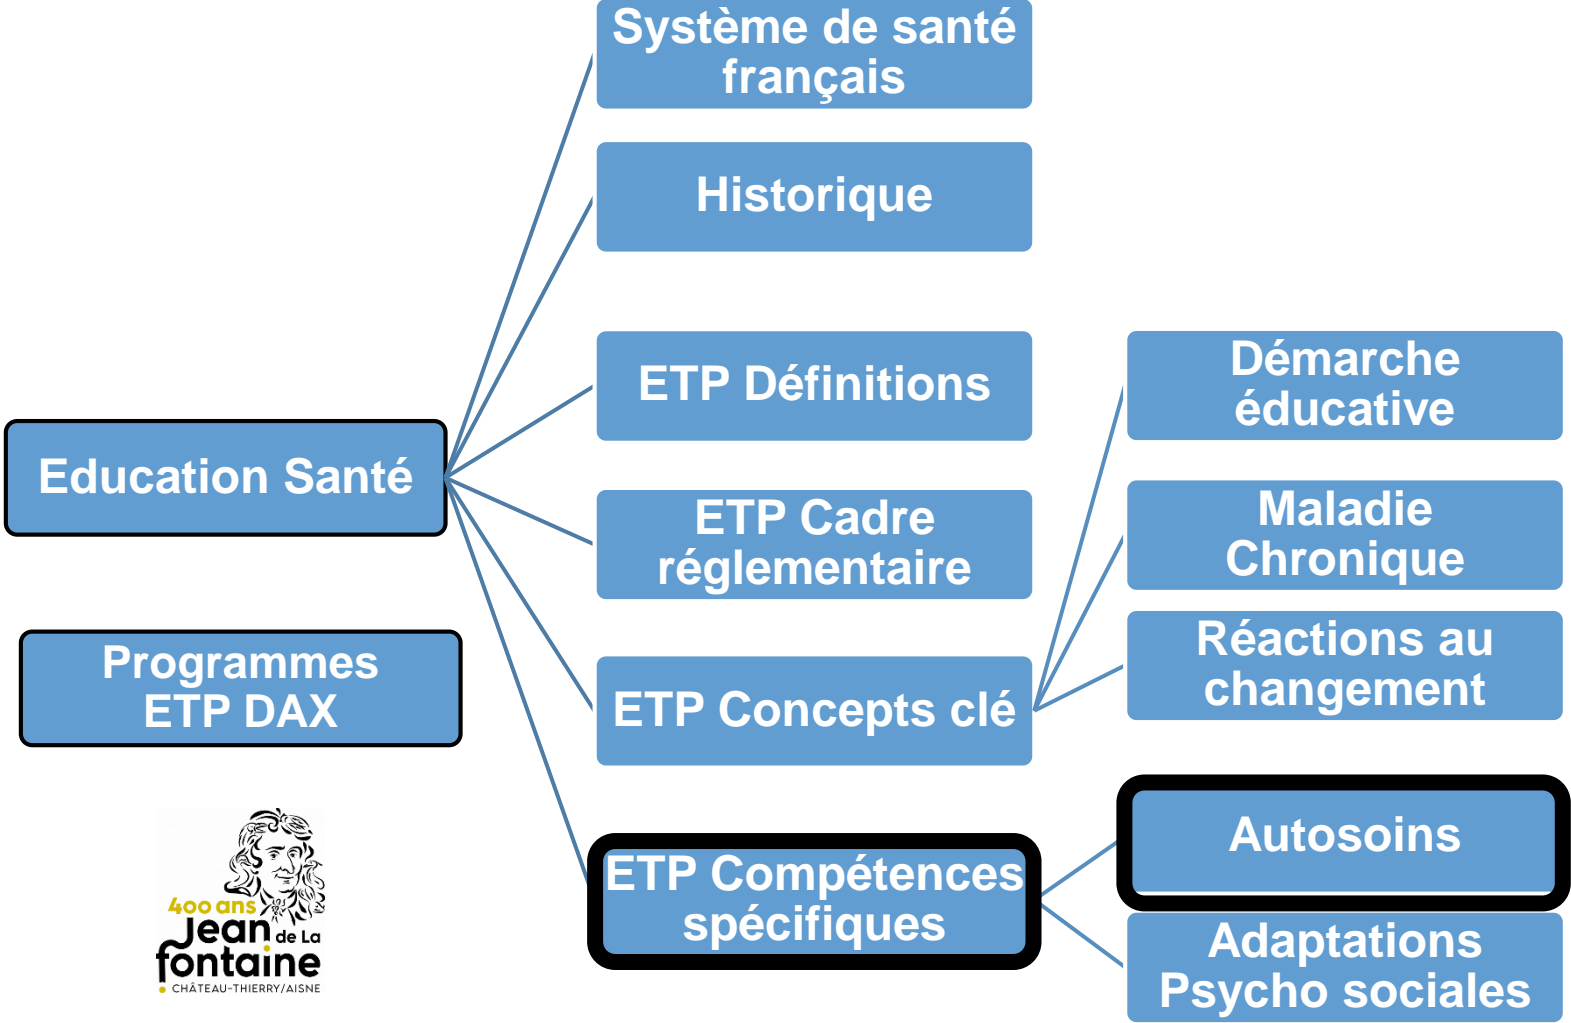 Système de santé
français
Historique
ETP Définitions
Démarche
éducative
Education Santé
ETP Cadre
réglementaire
Maladie
Chronique
Programmes
ETP DAX
ETP Concepts clé
Réactions au
changement
ETP Compétences
spécifiques
Autosoins
Adaptations
Psycho sociales
400 ans
Jean de La
fontaine
CHÂTEAU-THIERRY/AISNE